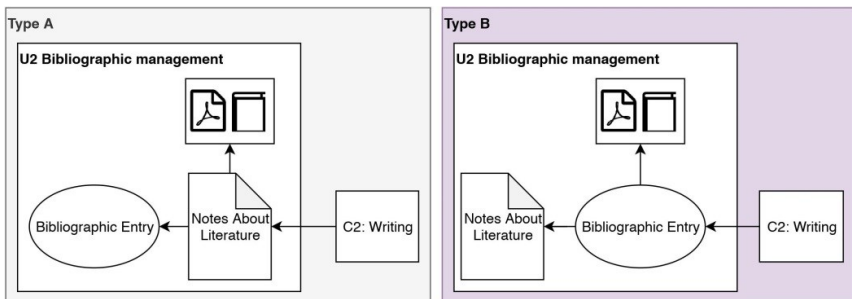 Type A
U2 Bibliographic management
Bibliographic Entry
Notes About
Literature
C2: Writing
Type B
U2 Bibliographic management
Notes About
Literature
Bibliographic Entry
C2: Writing